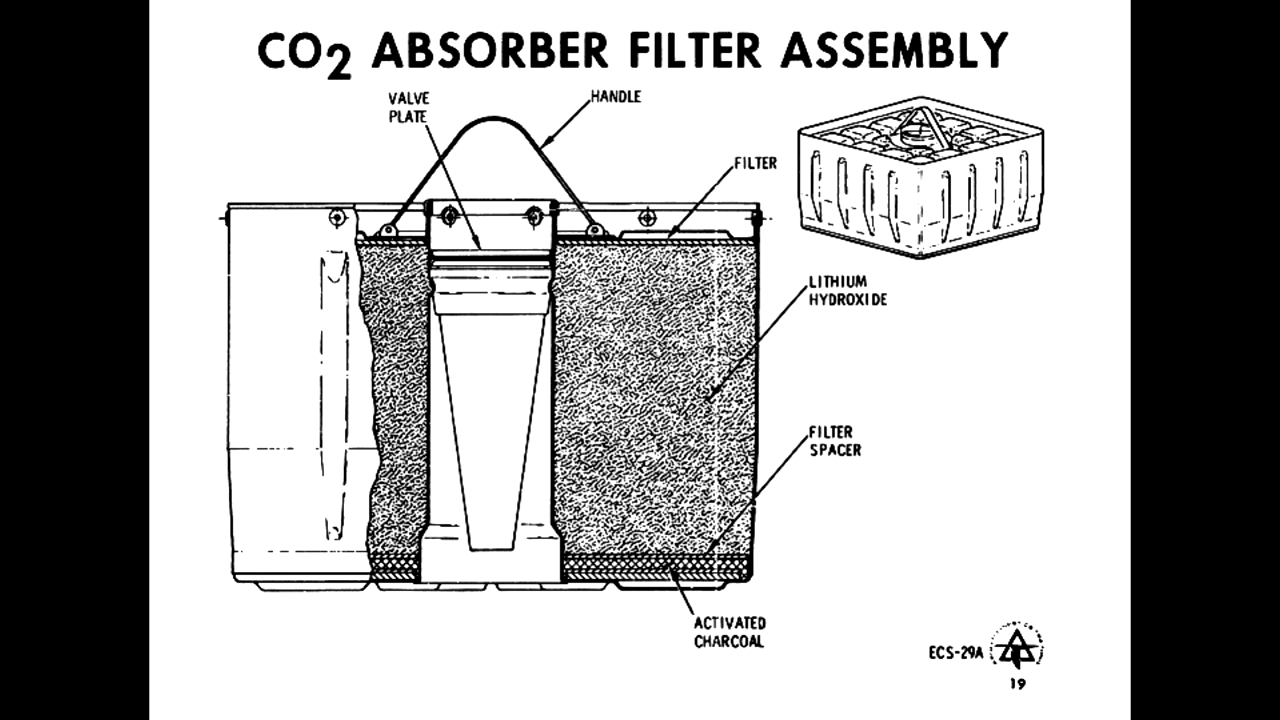 CO2 ABSORBER FILTER ASSEMBLY
VALVE
PLATE
HANDLE
FILTER
LITHIUM
HYDROXIDE
FILTER
SPACER
ACTIVATED
CHARCOAL
ECS-29A
19